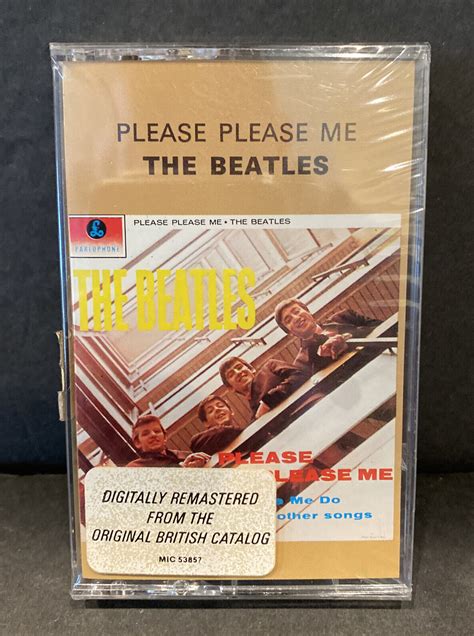 PLEASE PLEASE ME
THE BEATLES
PLEASE PLEASE ME • THE BEATLES
PARLOPHONE
THE BEATLES
PLEASE
PLEASE ME
Me Do
other songs
DIGITALLY REMASTERED
FROM THE
ORIGINAL BRITISH CATALOG
MIC 53857